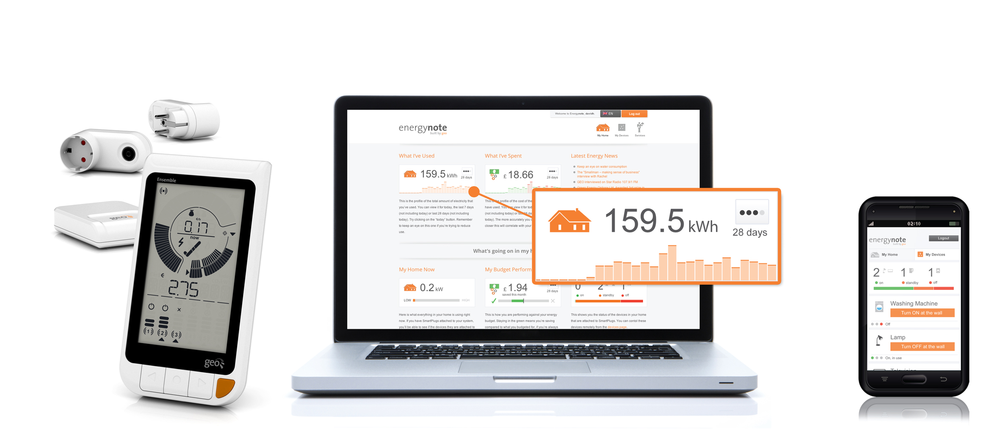 geo
Ensemble
€/h
0.17
now
€
2.75
(1) (2) (3)
geo
Welcome to Energynote, davidh.
EN
Log out
energynote
built by geo
My Home
My Devices
Services
What I've Used
159.5 kWh
28 days
This is the profile of the total amount of electricity that
you've used. You can view it for today, the last 7 days
(not including today) or last 28 days (not including
today). Try clicking on the "today" button. Remember
to keep an eye on this one if you're trying to reduce
use.
What I've Spent
£ 18.66
28 days
This is the profile of the cost of the
have used. You can view it for tod
(not including today) or last 28 da
today). The more accurately you
closer this will correlate with your
Latest Energy News
Keep an eye on water consumption
The "Smallman – making sense of business"
interview with Rachel
GEO interviewed on Star Radio 107.9/1 FM
Green Energy Options Ltd. Awarded 3rd prize in
159.5 kWh
28 days
What's going on in my h
My Home Now
0.2 kW
LOW
HIGH
Here is what everything in your home is using right
now. If you have SmartPlugs attached to your system,
you'll be able to see if the devices they are attached to
My Budget Perform
£ 1.94
saved this month
28 days
This is how you are performing against your energy
budget. Staying in the green means you're saving
compared to what you budgeted for, if you're always
0 2 1
on
standby
off
This shows you the status of the devices in your home
that are attached to SmartPlugs. You can contol these
devices remotely from the devices page.
02:10
energynote
built by geo
Logout
My Home
My Devices
2 1 1
on
standby
off
Washing Machine
Turn ON at the wall
Off
Lamp
Turn OFF at the wall
On, in use
Television